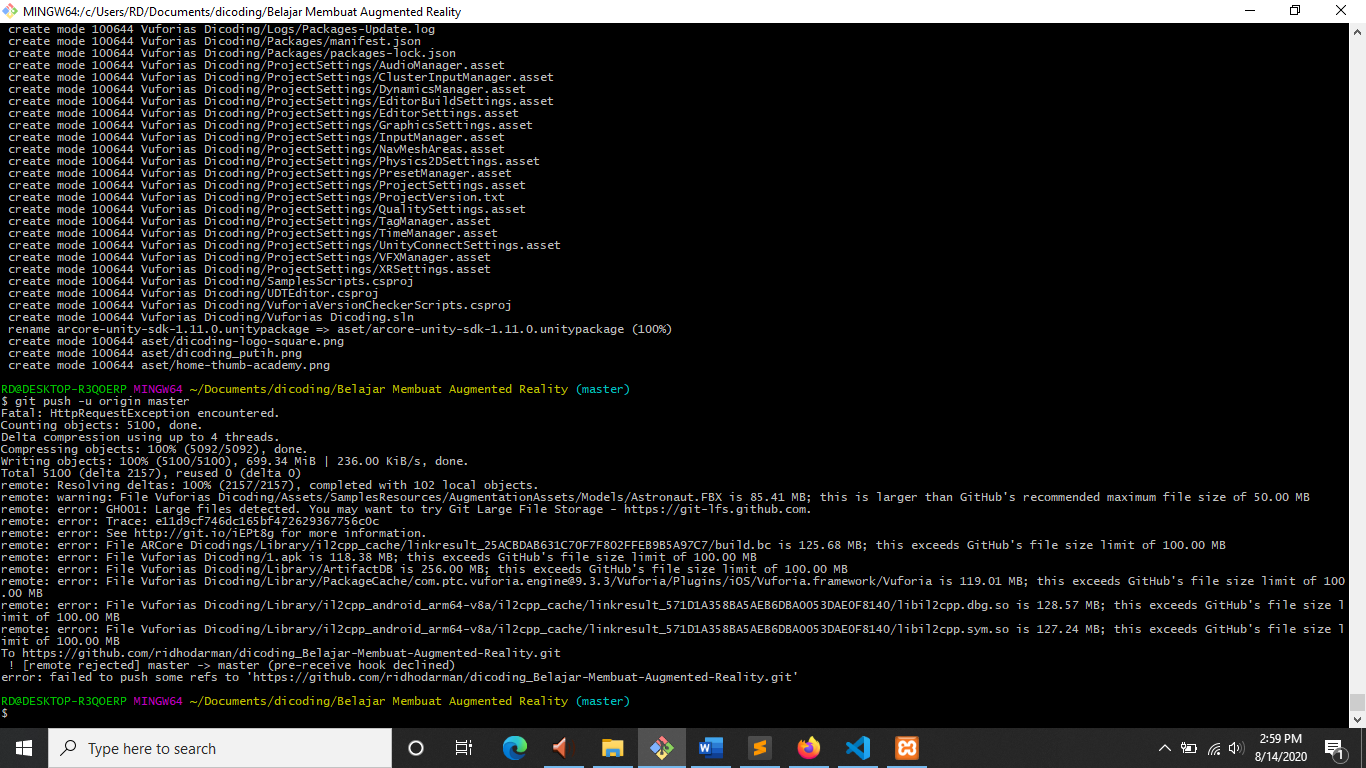 MINGW64:/c/Users/RD/Documents/dicoding/Belajar Membuat Augmented Reality
create mode 100644 Vuforias Dicoding/Logs/Packages-Update.log
create mode 100644 Vuforias Dicoding/Packages/manifest.json
create mode 100644 Vuforias Dicoding/Packages/packages-lock.json
create mode 100644 Vuforias Dicoding/ProjectSettings/AudioManager.asset
create mode 100644 Vuforias Dicoding/ProjectSettings/ClusterInputManager.asset
create mode 100644 Vuforias Dicoding/ProjectSettings/DynamicsManager.asset
create mode 100644 Vuforias Dicoding/ProjectSettings/EditorBuildSettings.asset
create mode 100644 Vuforias Dicoding/ProjectSettings/EditorSettings.asset
create mode 100644 Vuforias Dicoding/ProjectSettings/GraphicsSettings.asset
create mode 100644 Vuforias Dicoding/ProjectSettings/InputManager.asset
create mode 100644 Vuforias Dicoding/ProjectSettings/NavMeshAreas.asset
create mode 100644 Vuforias Dicoding/ProjectSettings/Physics2DSettings.asset
create mode 100644 Vuforias Dicoding/ProjectSettings/PresetManager.asset
create mode 100644 Vuforias Dicoding/ProjectSettings/ProjectSettings.asset
create mode 100644 Vuforias Dicoding/ProjectSettings/ProjectVersion.txt
create mode 100644 Vuforias Dicoding/ProjectSettings/QualitySettings.asset
create mode 100644 Vuforias Dicoding/ProjectSettings/TagManager.asset
create mode 100644 Vuforias Dicoding/ProjectSettings/TimeManager.asset
create mode 100644 Vuforias Dicoding/ProjectSettings/UnityConnectSettings.asset
create mode 100644 Vuforias Dicoding/ProjectSettings/VFXManager.asset
create mode 100644 Vuforias Dicoding/ProjectSettings/XRSettings.asset
create mode 100644 Vuforias Dicoding/SamplesScripts.csproj
create mode 100644 Vuforias Dicoding/UDTEditor.csproj
create mode 100644 Vuforias Dicoding/VuforiaVersionCheckerScripts.csproj
create mode 100644 Vuforias Dicoding/Vuforias Dicoding.sln
rename arcore-unity-sdk-1.11.0.unitypackage => aset/arcore-unity-sdk-1.11.0.unitypackage (100%)
create mode 100644 aset/dicoding-logo-square.png
create mode 100644 aset/dicoding_putih.png
create mode 100644 aset/home-thumb-academy.png
RD@DESKTOP-R3QOERP MINGW64 ~/Documents/dicoding/Belajar Membuat Augmented Reality (master)
$ git push -u origin master
Fatal: HttpRequestException encountered.
Counting objects: 5100, done.
Delta compression using up to 4 threads.
Compressing objects: 100% (5092/5092), done.
Writing objects: 100% (5100/5100), 699.34 MiB | 236.00 KiB/s, done.
Total 5100 (delta 2157), reused 0 (delta 0)
remote: Resolving deltas: 100% (2157/2157), completed with 102 local objects.
remote: warning: File Vuforias Dicoding/Assets/SamplesResources/AugmentationAssets/Models/Astronaut.FBX is 85.41 MB; this is larger than GitHub's recommended maximum file size of 50.00 MB
remote: error: GH001: Large files detected. You may want to try Git Large File Storage - https://git-lfs.github.com.
remote: error: Trace: e11d9cf746dc165bf472629367756c0c
remote: error: See http://git.io/iEPt8g for more information.
remote: error: File ARCore Dicodings/Library/il2cpp_cache/linkresult_25ACBDAB631C70F7F802FFEB9B5A97C7/build.bc is 125.68 MB; this exceeds GitHub's file size limit of 100.00 MB
remote: error: File Vuforias Dicoding/1.apk is 118.38 MB; this exceeds GitHub's file size limit of 100.00 MB
remote: error: File Vuforias Dicoding/Library/ArtifactDB is 256.00 MB; this exceeds GitHub's file size limit of 100.00 MB
remote: error: File Vuforias Dicoding/Library/PackageCache/com.ptc.vuforia.engine@9.3.3/Vuforia/Plugins/iOS/Vuforia.framework/Vuforia is 119.01 MB; this exceeds GitHub's file size limit of 100
.00 MB
remote: error: File Vuforias Dicoding/Library/il2cpp_android_arm64-v8a/il2cpp_cache/linkresult_571D1A358BA5AEB6DBA0053DAE0F8140/libil2cpp.dbg.so is 128.57 MB; this exceeds GitHub's file size l
imit of 100.00 MB
remote: error: File Vuforias Dicoding/Library/il2cpp_android_arm64-v8a/il2cpp_cache/linkresult_571D1A358BA5AEB6DBA0053DAE0F8140/libil2cpp.sym.so is 127.24 MB; this exceeds GitHub's file size l
imit of 100.00 MB
To https://github.com/ridhodarman/dicoding_Belajar-Membuat-Augmented-Reality.git
! [remote rejected] master -> master (pre-receive hook declined)
error: failed to push some refs to 'https://github.com/ridhodarman/dicoding_Belajar-Membuat-Augmented-Reality.git'
RD@DESKTOP-R3QOERP MINGW64 ~/Documents/dicoding/Belajar Membuat Augmented Reality (master)
$
Type here to search
2:59 PM
8/14/2020
1